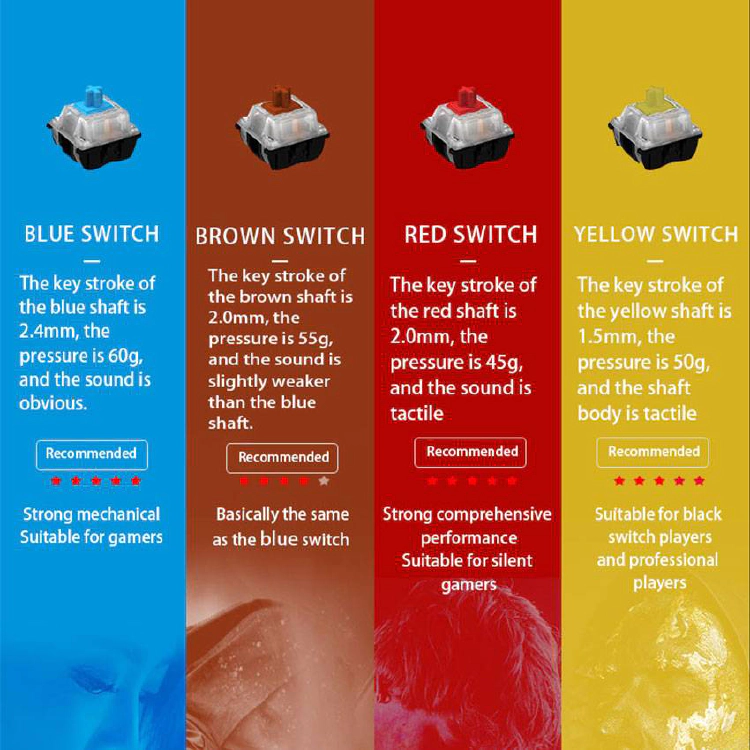 BLUE SWITCH
The key stroke of
the blue shaft is
2.4mm, the
pressure is 60g,
and the sound is
obvious.
Recommended
Strong mechanical
Suitable for gamers
BROWN SWITCH
The key stroke of
the brown shaft is
2.0mm, the
pressure is 55g,
and the sound is
slightly weaker
than the blue
shaft.
Recommended
Basically the same
as the blue switch
RED SWITCH
The key stroke of
the red shaft is
2.0mm, the
pressure is 45g,
and the sound is
tactile
Recommended
Strong comprehensive
performance
Suitable for silent
gamers
YELLOW SWITCH
The key stroke of
the yellow shaft is
1.5mm, the
pressure is 50g,
and the shaft
body is tactile
Recommended
Suitable for black
switch players
and professional
players